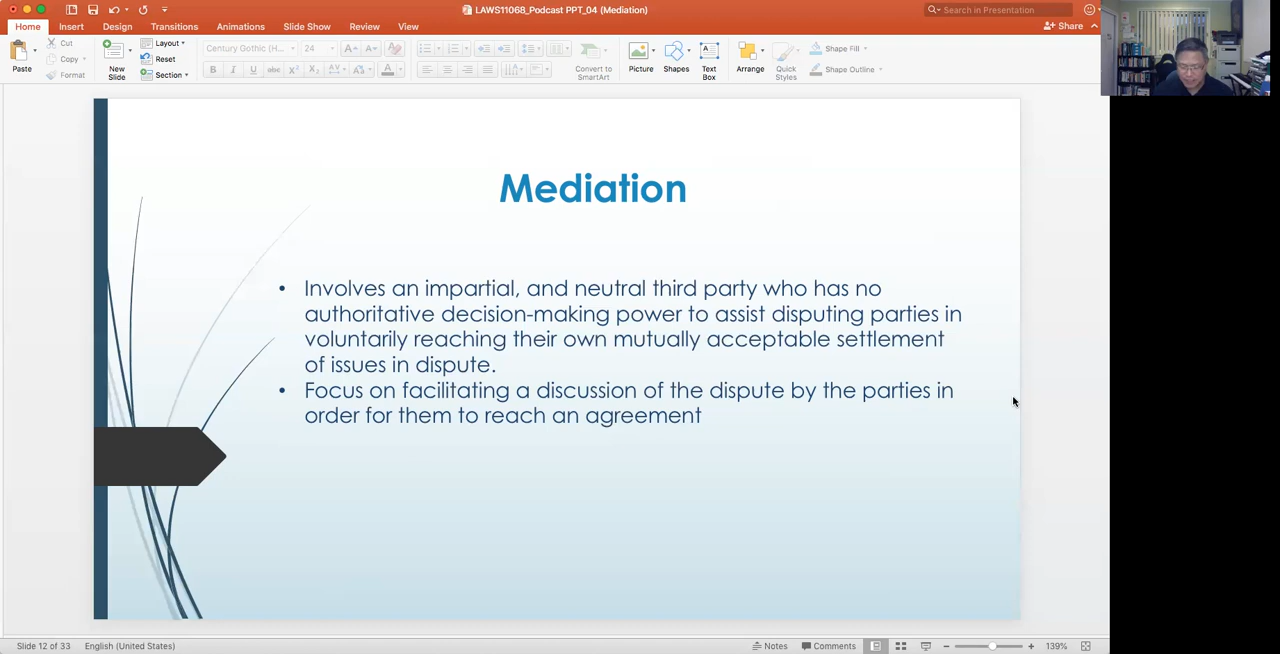 LAWS11068_Podcast PPT_04 (Mediation)
Search in Presentation
Home Insert Design Transitions Animations Slide Show Review View
Share
Paste
Cut
Copy
Format
New Slide
Layout
Reset
Section
Century Gothic (H... 24
Convert to SmartArt
Picture
Shapes
Text Box
Arrange
Quick Styles
Shape Fill
Shape Outline
Mediation
• Involves an impartial, and neutral third party who has no
authoritative decision-making power to assist disputing parties in
voluntarily reaching their own mutually acceptable settlement
of issues in dispute.
• Focus on facilitating a discussion of the dispute by the parties in
order for them to reach an agreement
Slide 12 of 33 English (United States) Notes Comments 139%